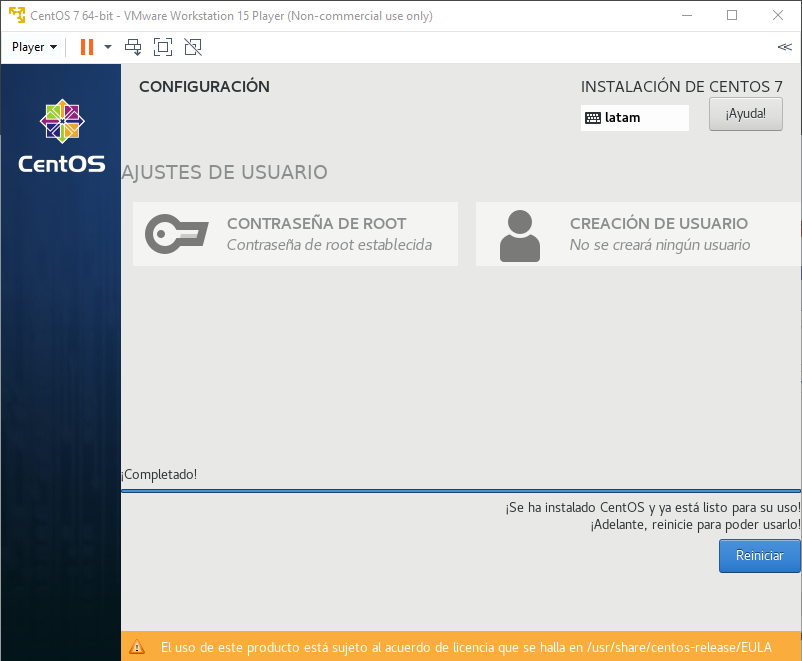 CentOS 7 64-bit - VMware Workstation 15 Player (Non-commercial use only)
Player
CONFIGURACIÓN
INSTALACIÓN DE CENTOS 7
latam
¡Ayuda!
CentOS
AJUSTES DE USUARIO
CONTRASEÑA DE ROOT
Contraseña de root establecida
CREACIÓN DE USUARIO
No se creará ningún usuario
¡Completado!
¡Se ha instalado CentOS y ya está listo para su uso!
¡Adelante, reinicie para poder usarlo!
Reiniciar
El uso de este producto está sujeto al acuerdo de licencia que se halla en /usr/share/centos-release/EULA